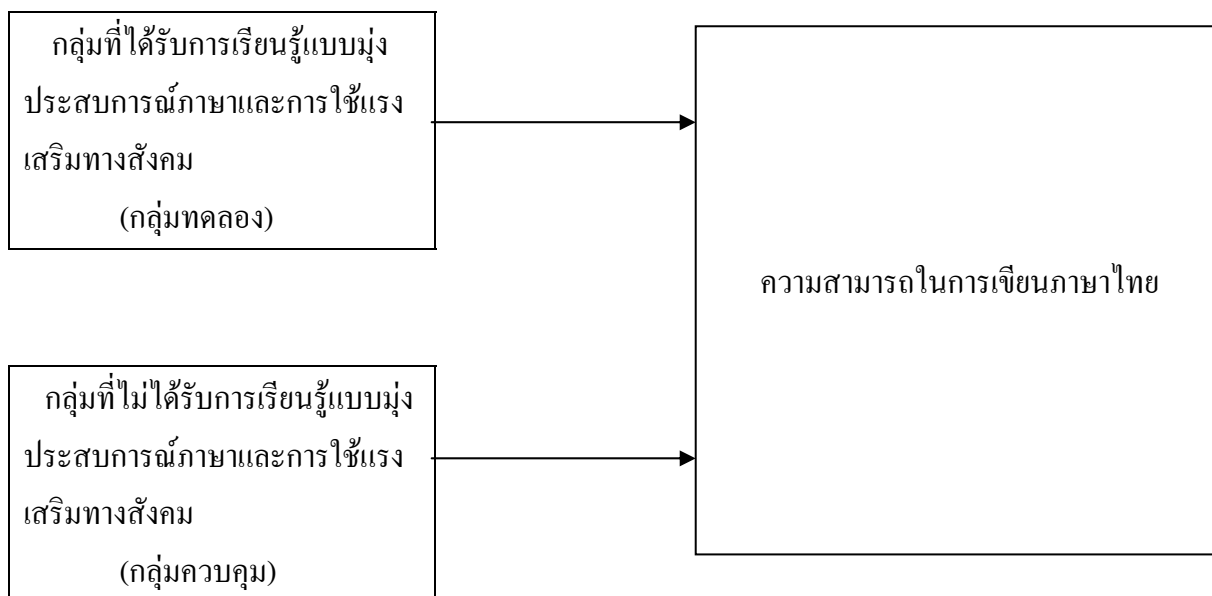 กลุ่มที่ได้รับการเรียนรู้แบบมุ่ง
ประสบการณ์ภาษาและการใช้แรง
เสริมทางสังคม
(กลุ่มทดลอง)
ความสามารถในการเขียนภาษาไทย
กลุ่มที่ไม่ได้รับการเรียนรู้แบบมุ่ง
ประสบการณ์ภาษาและการใช้แรง
เสริมทางสังคม
(กลุ่มควบคุม)